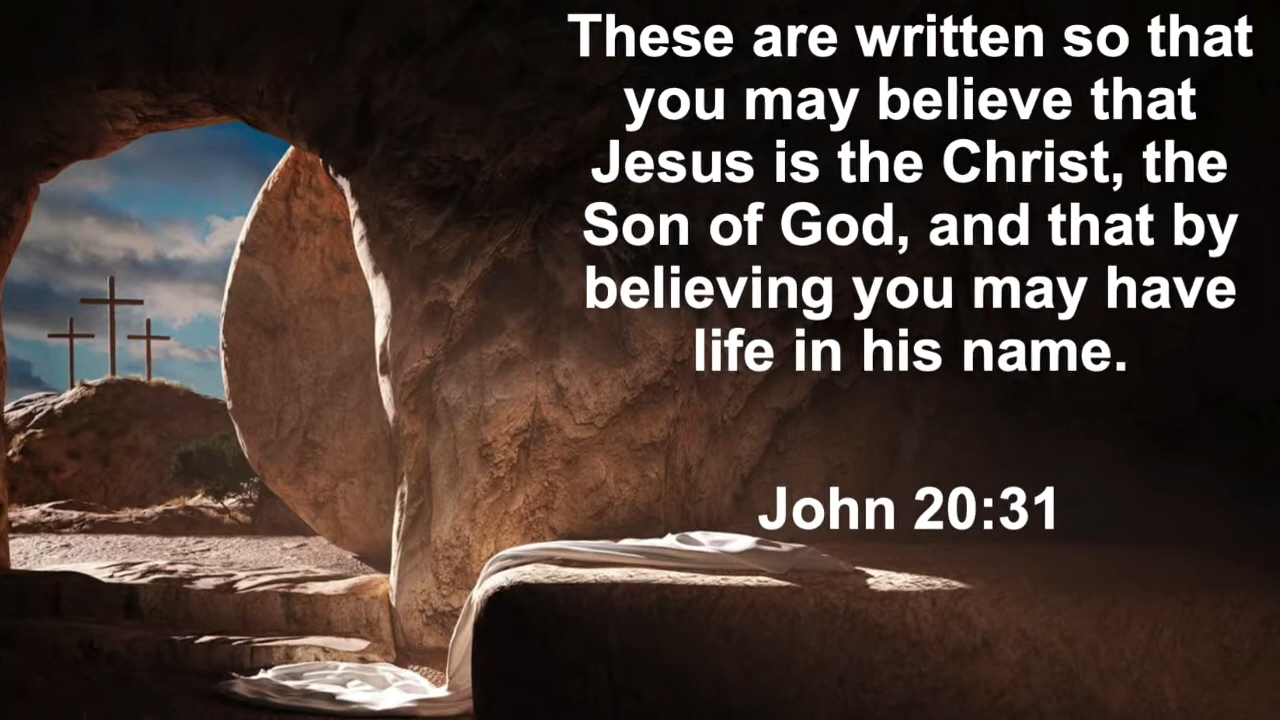 These are written so that
you may believe that
Jesus is the Christ, the
Son of God, and that by
believing you may have
life in his name.
John 20:31